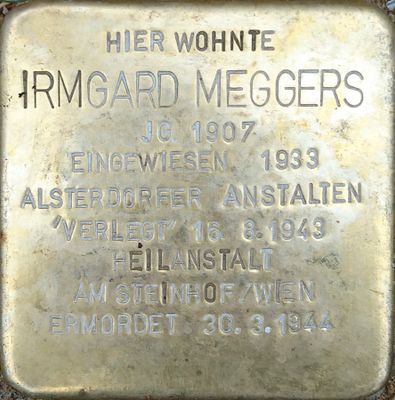 HIER WOHNTE
IRMGARD MEGGERS
JG. 1907
EINGEWIESEN 1933
ALSTERDORFER ANSTALTEN
'VERLEGT' 16. 8. 1943
HEILANSTALT
AM STEINHOF/WIEN
ERMORDET 30. 3. 1944